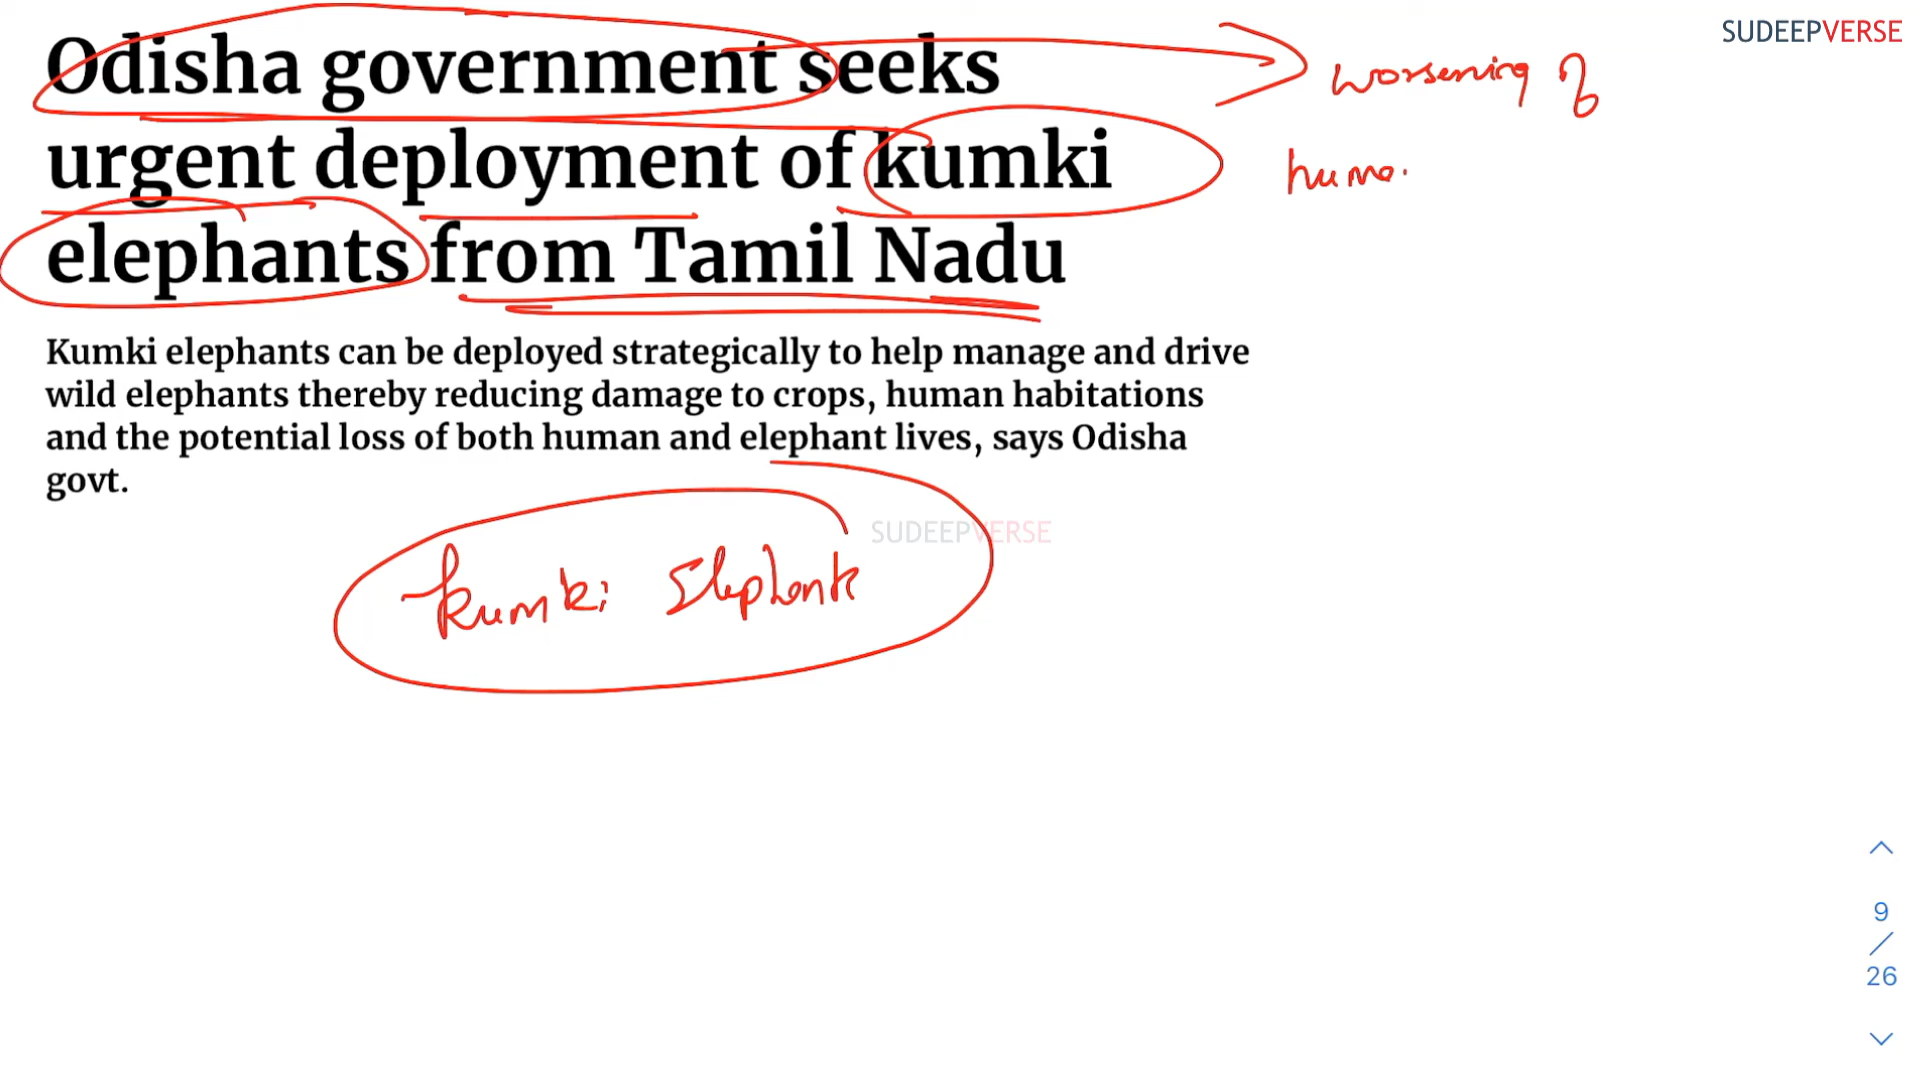 SUDEEPVERSE
Odisha government seeks
urgent deployment of kumki
elephants from Tamil Nadu
worsening of
huma.
Kumki elephants can be deployed strategically to help manage and drive
wild elephants thereby reducing damage to crops, human habitations
and the potential loss of both human and elephant lives, says Odisha
govt.
SUDEEPVERSE
Kumki Elephant
9
/
26